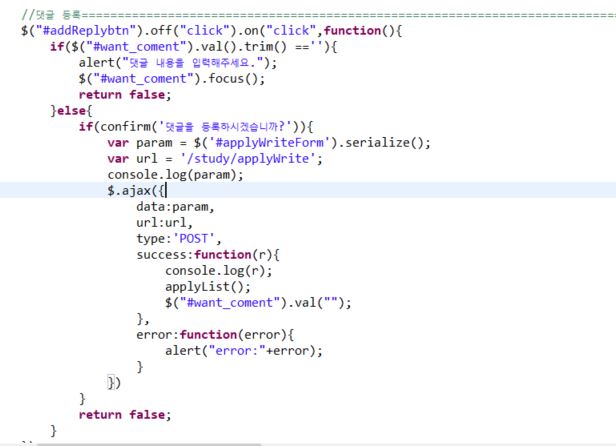 //댓글 등록==========================================================================
$("#addReplybtn").off("click").on("click",function(){
    if($("#want_coment").val().trim() ==''){
        alert("댓글 내용을 입력해주세요.");
        $("#want_coment").focus();
        return false;
    }else{
        if(confirm('댓글을 등록하시겠습니까?')){
            var param = $('#applyWriteForm').serialize();
            var url = '/study/applyWrite';
            console.log(param);
            $.ajax({
                data:param,
                url:url,
                type:'POST',
                success:function(r){
                    console.log(r);
                    applyList();
                    $("#want_coment").val("");
                },
                error:function(error){
                    alert("error:"+error);
                }
            })
        }
        return false;
    }